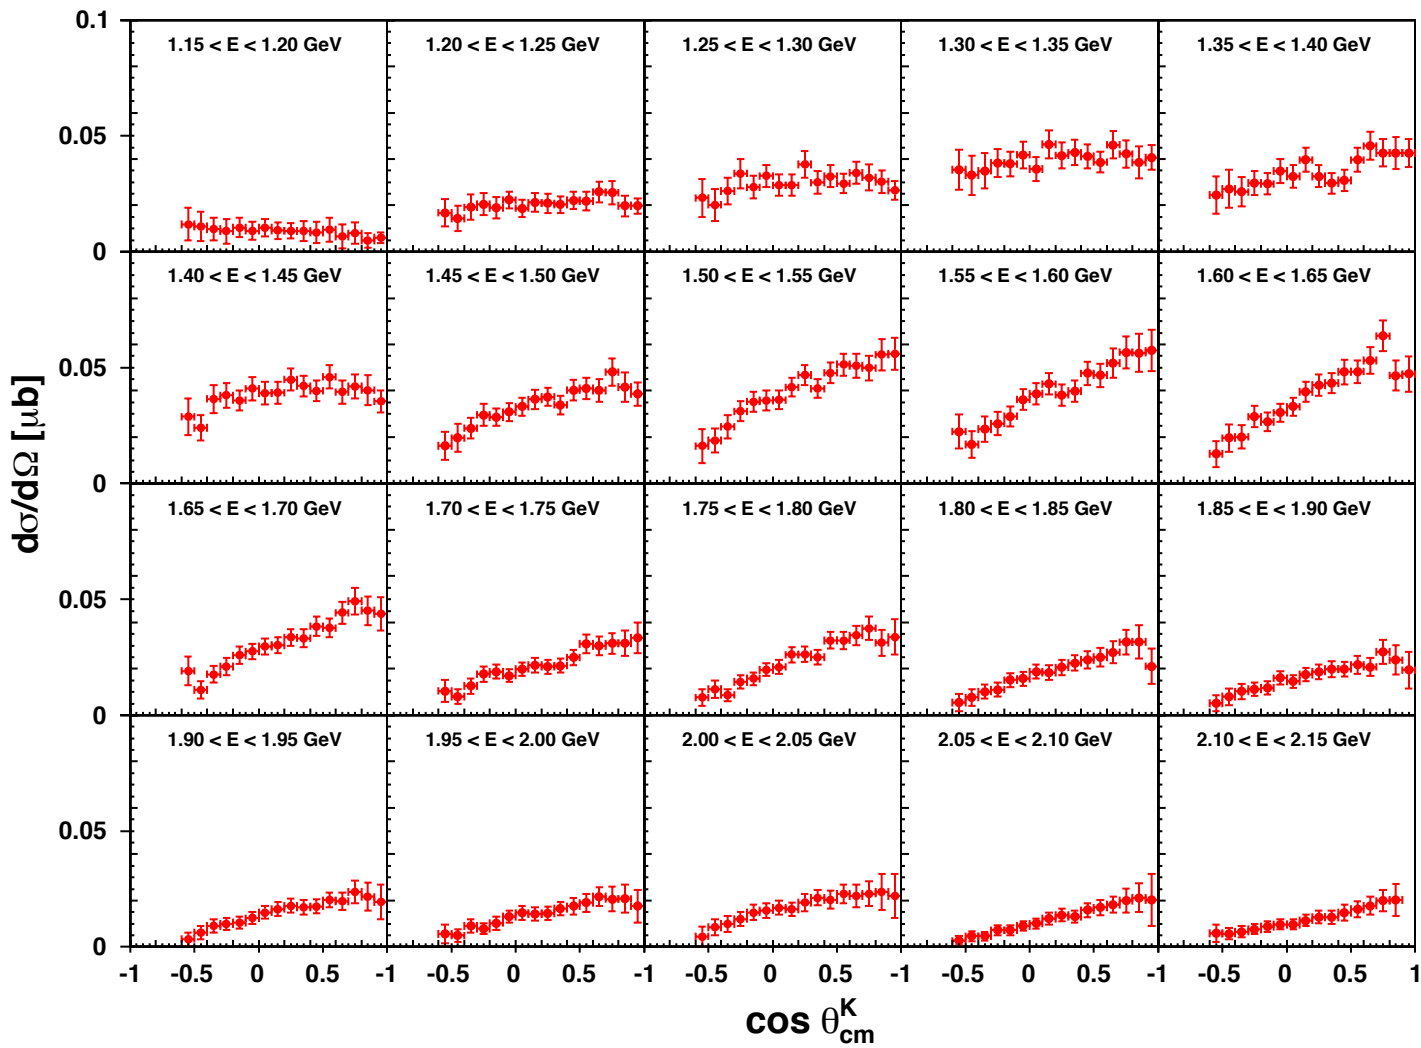 0.1
1.15 < E < 1.20 GeV
1.20 < E < 1.25 GeV
1.25 < E < 1.30 GeV
1.30 < E < 1.35 GeV
1.35 < E < 1.40 GeV
0.05
0
1.40 < E < 1.45 GeV
1.45 < E < 1.50 GeV
1.50 < E < 1.55 GeV
1.55 < E < 1.60 GeV
1.60 < E < 1.65 GeV
0.05
0
dσ/dΩ [μb]
1.65 < E < 1.70 GeV
1.70 < E < 1.75 GeV
1.75 < E < 1.80 GeV
1.80 < E < 1.85 GeV
1.85 < E < 1.90 GeV
0.05
0
1.90 < E < 1.95 GeV
1.95 < E < 2.00 GeV
2.00 < E < 2.05 GeV
2.05 < E < 2.10 GeV
2.10 < E < 2.15 GeV
0.05
0
-1 -0.5 0 0.5 -1 -0.5 0 0.5 -1 -0.5 0 0.5 -1 -0.5 0 0.5 -1 -0.5 0 0.5 1
cos θ$_{cm}^{K}$